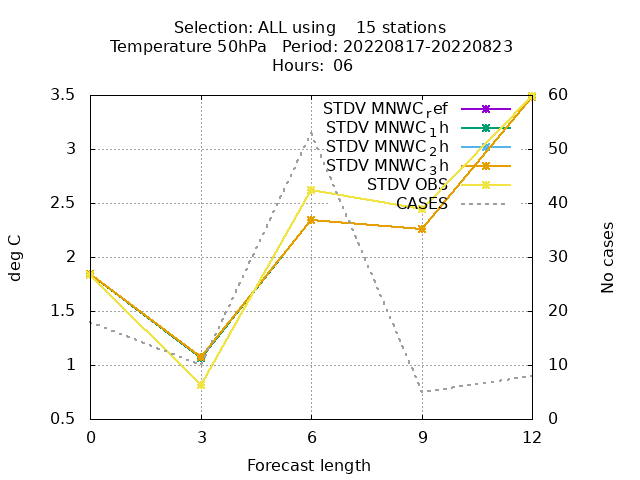 Selection: ALL using    15 stations
Temperature 50hPa   Period: 20220817-20220823
Hours:  06
3.5
3
2.5
2
1.5
1
0.5
deg C
60
50
40
30
20
10
0
No cases
STDV MNWC_ref
STDV MNWC_1h
STDV MNWC_2h
STDV MNWC_3h
STDV OBS
CASES
0 3 6 9 12
Forecast length